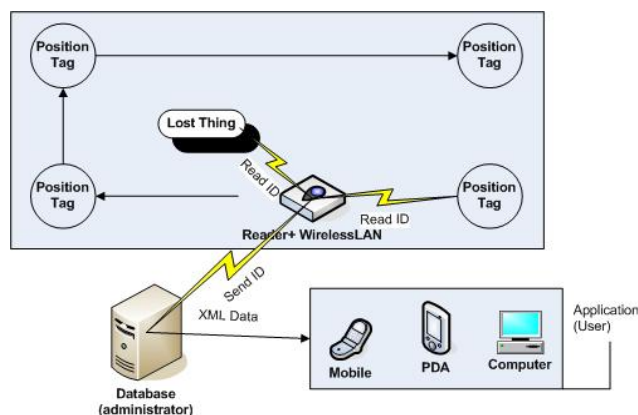 Position
Tag
Position
Tag
Lost Thing
Read ID
Position
Tag
Position
Tag
Read ID
Reader+ WirelessLAN
Send ID
XML Data
Application
(User)
Mobile
PDA
Computer
Database
(administrator)